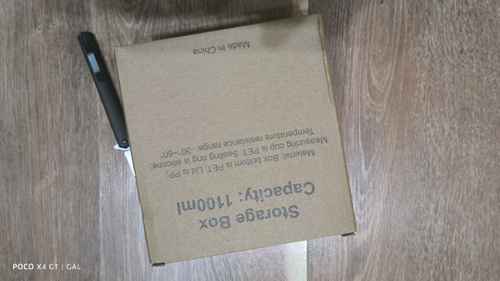 Storage Box
Capacity: 1100ml
Material: Box bottom is PET, Lid is PP,
Measuring cup is PET, Sealing ring is silicone.
Temperature resistance range: -30°~60°
Made in China
POCO X4 GT | GAL